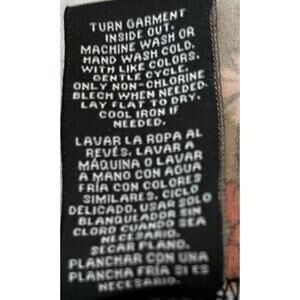 TURN GARMENT
INSIDE OUT,
MACHINE WASH OR
HAND WASH COLD,
WITH LIKE COLORS,
GENTLE CYCLE,
ONLY NON-CHLORINE
BLECH WHEN NEEDED.
LAY FLAT TO DRY,
COOL IRON IF
NEEDED.
LAVAR LA ROPA AL
REVÉS, LAVAR A
MÁQUINA O LAVAR
A MANO CON AGUA
FRÍA CON COLORES
SIMILARES, CICLO
DELICADO, USAR SOLO
BLANQUEADOR SIN
CLORO CUANDO SEA
NECESARIO.
SECAR PLANO,
PLANCHAR CON UNA
PLANCHA FRÍA SI ES
NECESARIO.